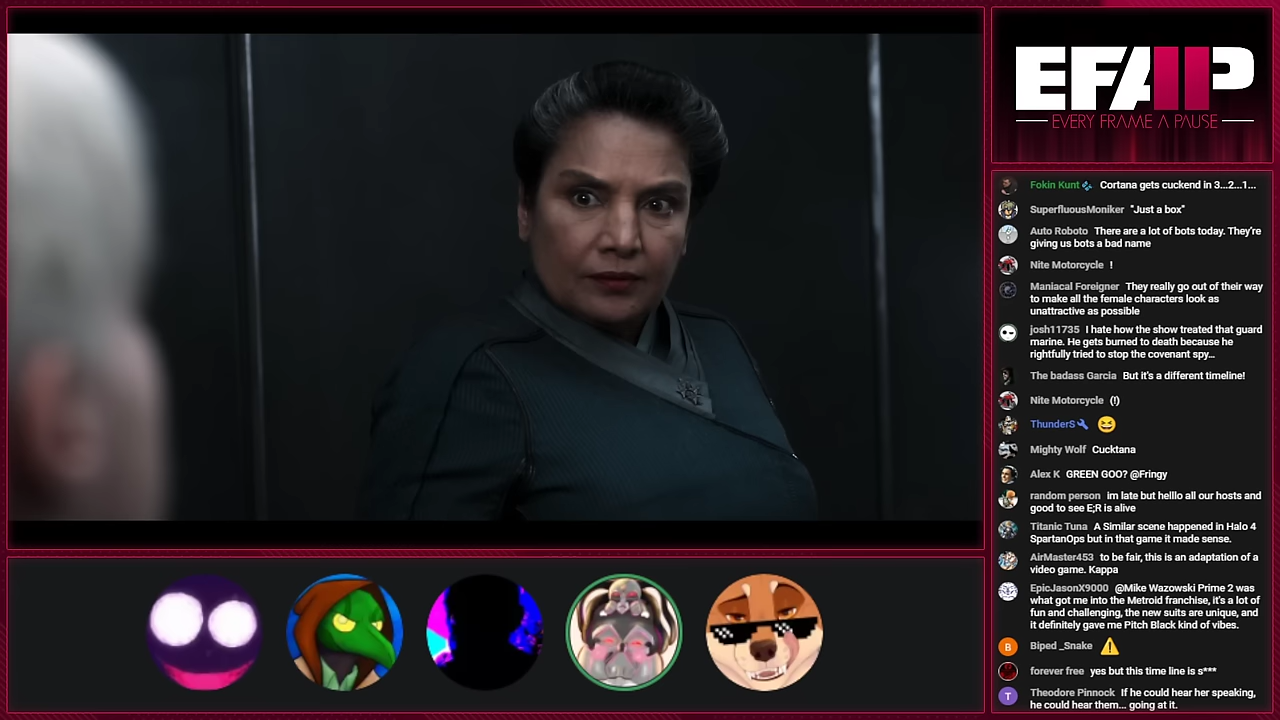 EFAP
EVERY FRAME A PAUSE
Fokin Kunt Cortana gets cuckend in 3...2...1...
SuperfluousMoniker "Just a box"
Auto Roboto There are a lot of bots today. They're
giving us bots a bad name
Nite Motorcycle !
Maniacal Foreigner They really go out of their way
to make all the female characters look as
unattractive as possible
josh11735 I hate how the show treated that guard
marine. He gets burned to death because he
rightfully tried to stop the covenant spy...
The badass Garcia But it's a different timeline!
Nite Motorcycle (!)
ThunderS
Mighty Wolf Cucktana
Alex K GREEN GOO? @Fringy
random person im late but helllo all our hosts and
good to see E;R is alive
Titanic Tuna A Similar scene happened in Halo 4
SpartanOps but in that game it made sense.
AirMaster453 to be fair, this is an adaptation of a
video game. Kappa
EpicJasonX9000 @Mike Wazowski Prime 2 was
what got me into the Metroid franchise, it's a lot of
fun and challenging, the new suits are unique, and
it definitely gave me Pitch Black kind of vibes.
B
Biped _Snake
forever free yes but this time line is s***
T
Theodore Pinnock If he could hear her speaking,
he could hear them... going at it.